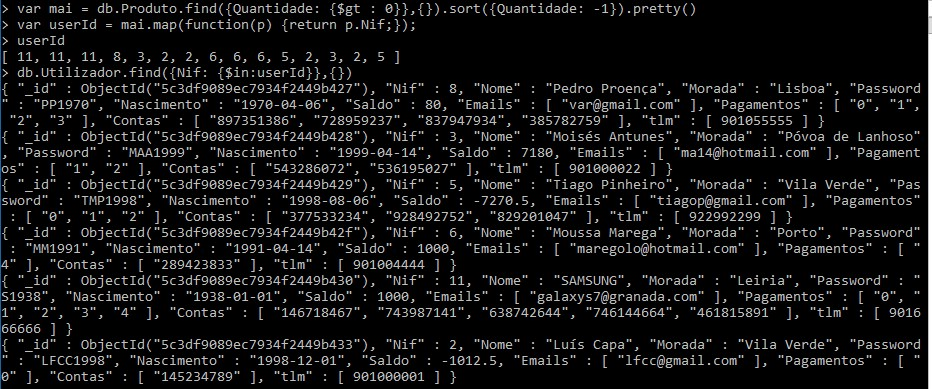 > var mai = db.Produto.find({Quantidade: {$gt : 0}},{}).sort({Quantidade: -1}).pretty()
> var userId = mai.map(function(p) {return p.Nif;});
> userId
[ 11, 11, 11, 8, 3, 2, 2, 6, 6, 6, 5, 2, 3, 2, 5 ]
> db.Utilizador.find({Nif: {$in:userId}},{})
{ "_id" : ObjectId("5c3df9089ec7934f2449b427"), "Nif" : 8, "Nome" : "Pedro Proença", "Morada" : "Lisboa", "Password"
: "PP1970", "Nascimento" : "1970-04-06", "Saldo" : 80, "Emails" : [ "var@gmail.com" ], "Pagamentos" : [ "0", "1",
"2", "3" ], "Contas" : [ "897351386", "728959237", "837947934", "385782759" ], "tlm" : [ 901055555 ] }
{ "_id" : ObjectId("5c3df9089ec7934f2449b428"), "Nif" : 3, "Nome" : "Moisés Antunes", "Morada" : "Póvoa de Lanhoso"
, "Password" : "MAA1999", "Nascimento" : "1999-04-14", "Saldo" : 7180, "Emails" : [ "ma14@hotmail.com" ], "Pagament
os" : [ "1", "2" ], "Contas" : [ "543286072", "536195027" ], "tlm" : [ 901000022 ] }
{ "_id" : ObjectId("5c3df9089ec7934f2449b429"), "Nif" : 5, "Nome" : "Tiago Pinheiro", "Morada" : "Vila Verde", "Pas
sword" : "TMP1998", "Nascimento" : "1998-08-06", "Saldo" : -7270.5, "Emails" : [ "tiagop@gmail.com" ], "Pagamentos"
: [ "0", "1", "2" ], "Contas" : [ "377533234", "928492752", "829201047" ], "tlm" : [ 922992299 ] }
{ "_id" : ObjectId("5c3df9089ec7934f2449b42f"), "Nif" : 6, "Nome" : "Moussa Marega", "Morada" : "Porto", "Password"
: "MM1991", "Nascimento" : "1991-04-14", "Saldo" : 1000, "Emails" : [ "maregolo@hotmail.com" ], "Pagamentos" : [ "
4" ], "Contas" : [ "289423833" ], "tlm" : [ 901004444 ] }
{ "_id" : ObjectId("5c3df9089ec7934f2449b430"), "Nif" : 11, "Nome" : "SAMSUNG", "Morada" : "Leiria", "Password" : "
S1938", "Nascimento" : "1938-01-01", "Saldo" : 1000, "Emails" : [ "galaxys7@granada.com" ], "Pagamentos" : [ "0", "
1", "2", "3", "4" ], "Contas" : [ "146718467", "743987141", "638742644", "746144664", "461815891" ], "tlm" : [ 9016
66666 ] }
{ "_id" : ObjectId("5c3df9089ec7934f2449b433"), "Nif" : 2, "Nome" : "Luís Capa", "Morada" : "Vila Verde", "Password
" : "LFCC1998", "Nascimento" : "1998-12-01", "Saldo" : -1012.5, "Emails" : [ "lfcc@gmail.com" ], "Pagamentos" : [ "
0" ], "Contas" : [ "145234789" ], "tlm" : [ 901000001 ] }